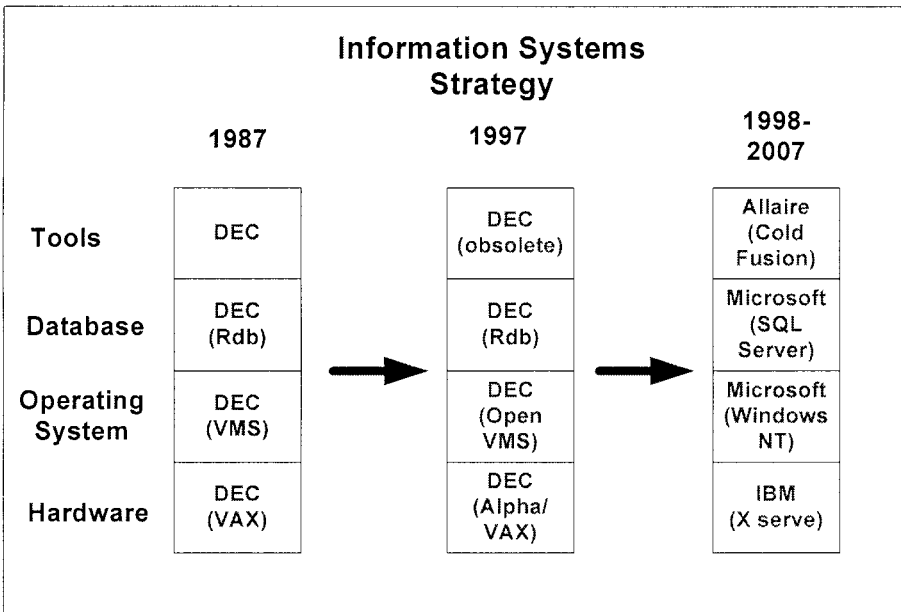 Information Systems
Strategy
1987
1997
1998-
2007
Tools
DEC
DEC
(obsolete)
Allaire
(Cold
Fusion)
Database
DEC
(Rdb)
DEC
(Rdb)
Microsoft
(SQL
Server)
Operating
System
DEC
(VMS)
DEC
(Open
VMS)
Microsoft
(Windows
NT)
Hardware
DEC
(VAX)
DEC
(Alpha/
VAX)
IBM
(X serve)